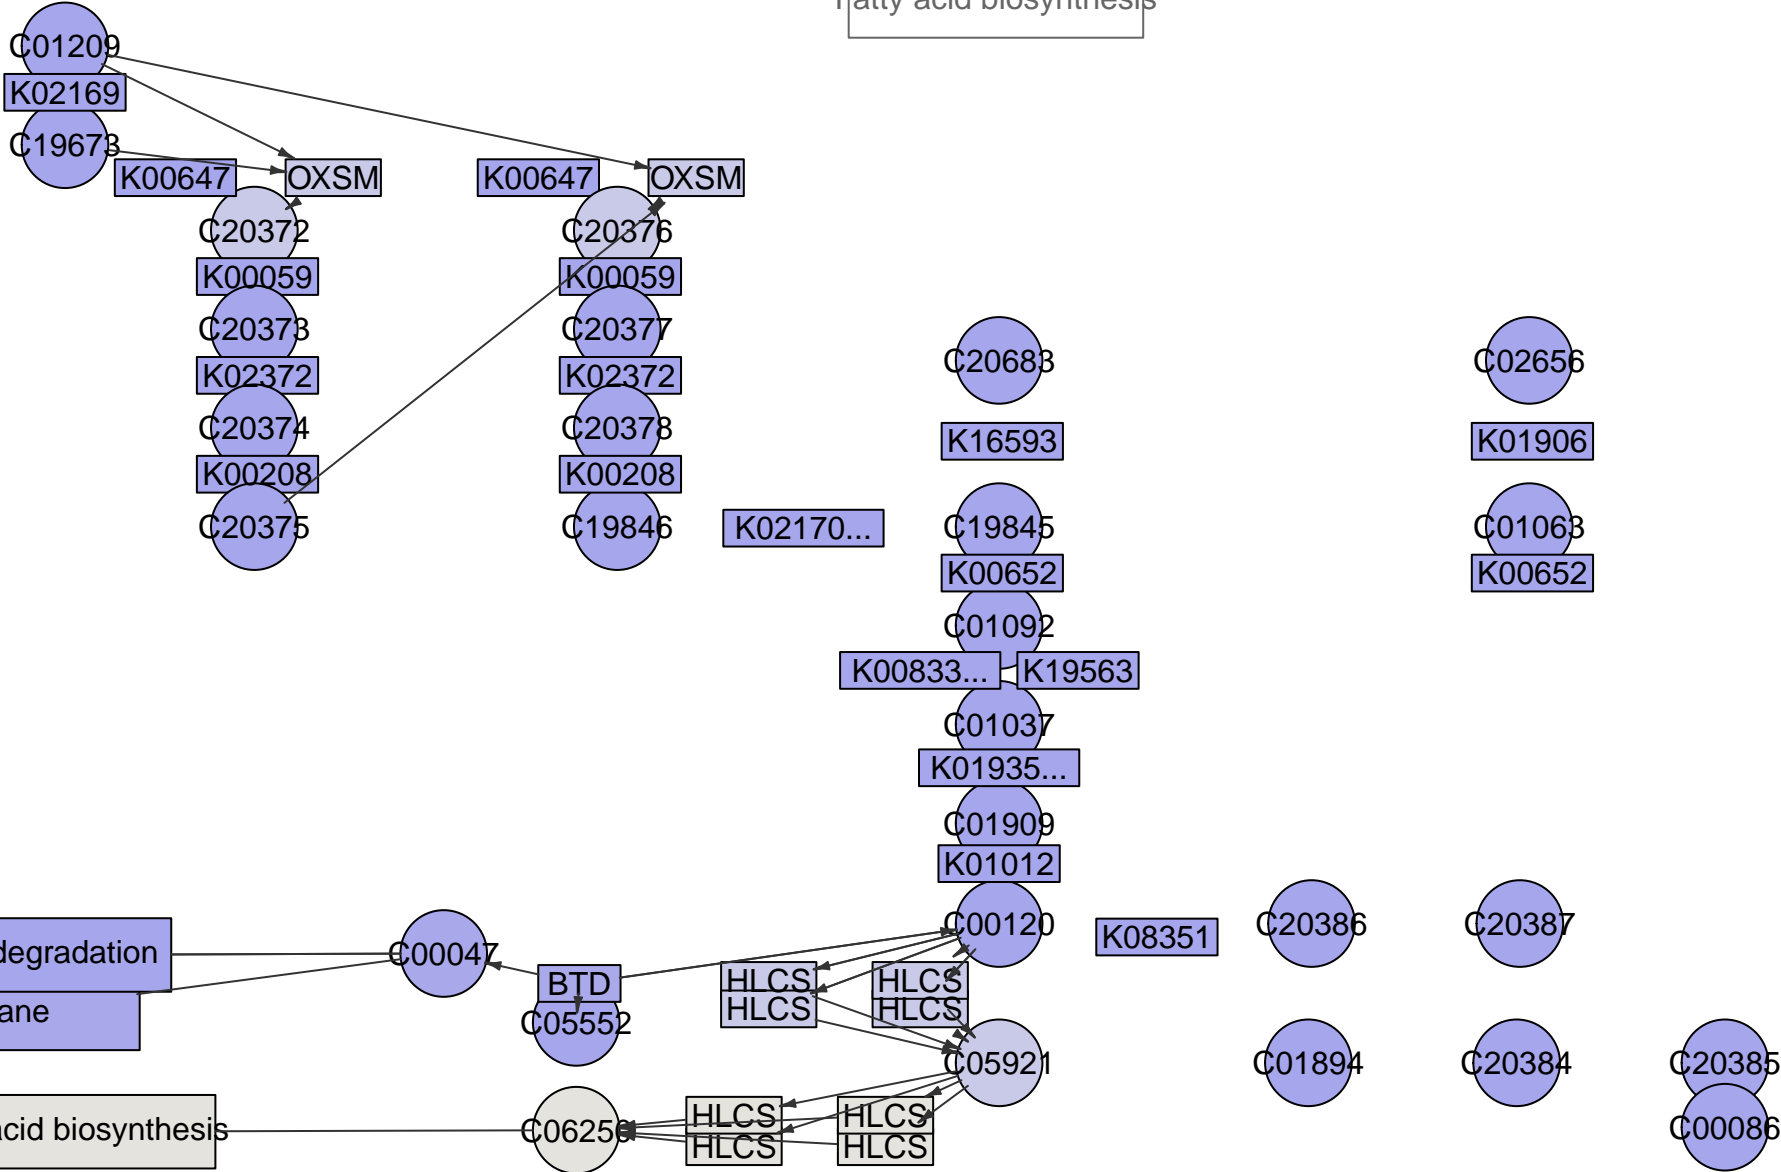 Fatty acid biosynthesis
C01209
K02169
C19673
K00647
OXSM
K00647
OXSM
C20372
C20376
K00059
K00059
C20373
C20377
C20683
C02656
K02372
K02372
C20374
C20378
K16593
K01906
K00208
K00208
C20375
C19846
K02170...
C19845
C01063
K00652
K00652
C01092
K00833...
K19563
C01037
K01935...
C01909
K01012
C00120
K08351
C20386
C20387
degradation
C00047
BTD
HLCS
HLCS
ane
HLCS
HLCS
C05552
C05921
C01894
C20384
C20385
acid biosynthesis
HLCS
HLCS
C00086
HLCS
HLCS